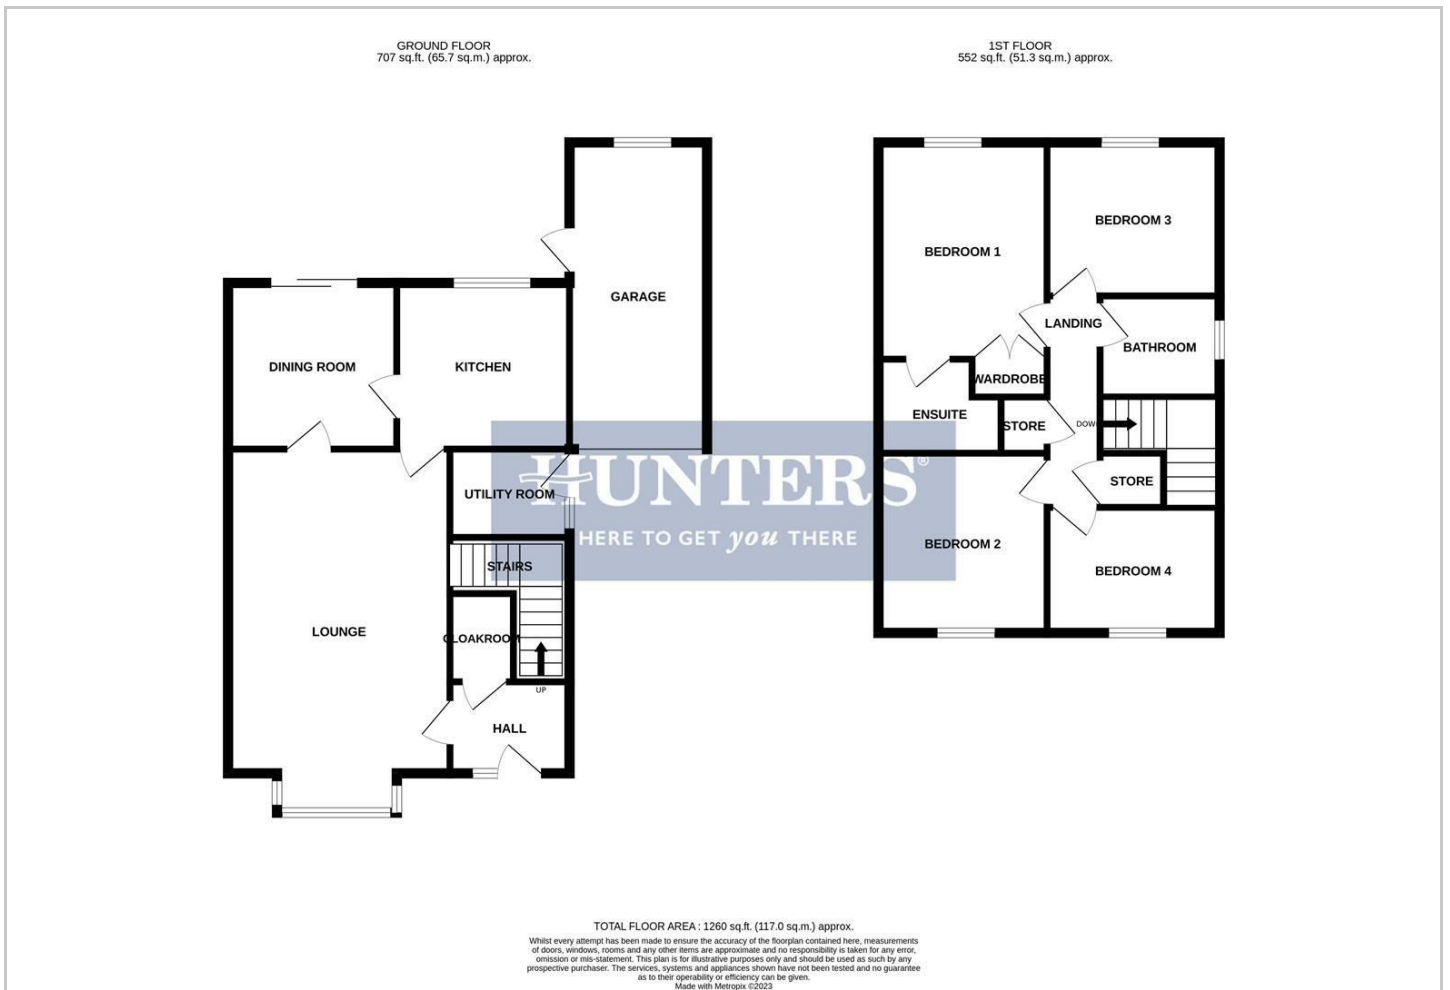 GROUND FLOOR
707 sq.ft. (65.7 sq.m.) approx.
1ST FLOOR
552 sq.ft. (51.3 sq.m.) approx.
GARAGE
DINING ROOM
KITCHEN
UTILITY ROOM
STAIRS
LOUNGE
CLOAKROOM
UP
HALL
BEDROOM 1
BEDROOM 3
LANDING
BATHROOM
WARDROBE
ENSUITE
STORE
DOWN
STORE
BEDROOM 2
BEDROOM 4
HUNTERS®
HERE TO GET you THERE
TOTAL FLOOR AREA : 1260 sq.ft. (117.0 sq.m.) approx.
Whilst every attempt has been made to ensure the accuracy of the floorplan contained here, measurements
of doors, windows, rooms and any other items are approximate and no responsibility is taken for any error,
omission or mis-statement. This plan is for illustrative purposes only and should be used as such by any
prospective purchaser. The services, systems and appliances shown have not been tested and no guarantee
as to their operability or efficiency can be given.
Made with Metropix ©2023